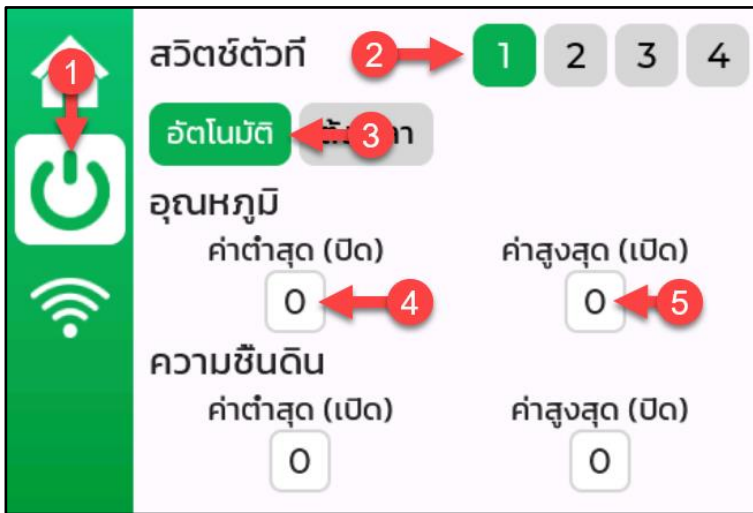 สวิตช์ตัวที่ 2 1 2 3 4
1
อัตโนมัติ 3
อุณหภูมิ
ค่าต่ำสุด (ปิด) ค่าสูงสุด (เปิด)
0 4 0 5
ความชื้นดิน
ค่าต่ำสุด (เปิด) ค่าสูงสุด (ปิด)
0 0